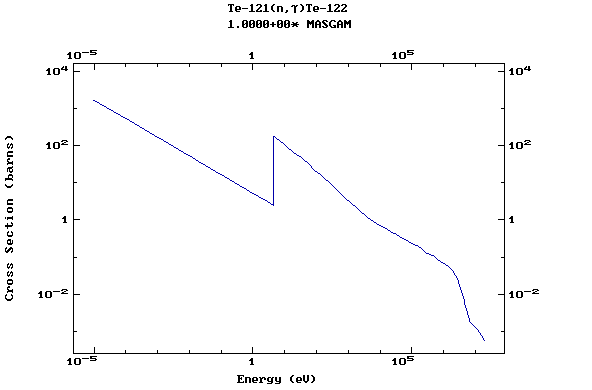 Te-121(n,γ)Te-122
1.0000+00* MASGAM
10⁻⁵ 1 10⁵
10⁴ 10⁴
10² 10²
1 1
10⁻² 10⁻²
10⁻⁵ 1 10⁵
Cross Section (barns)
Energy (eV)